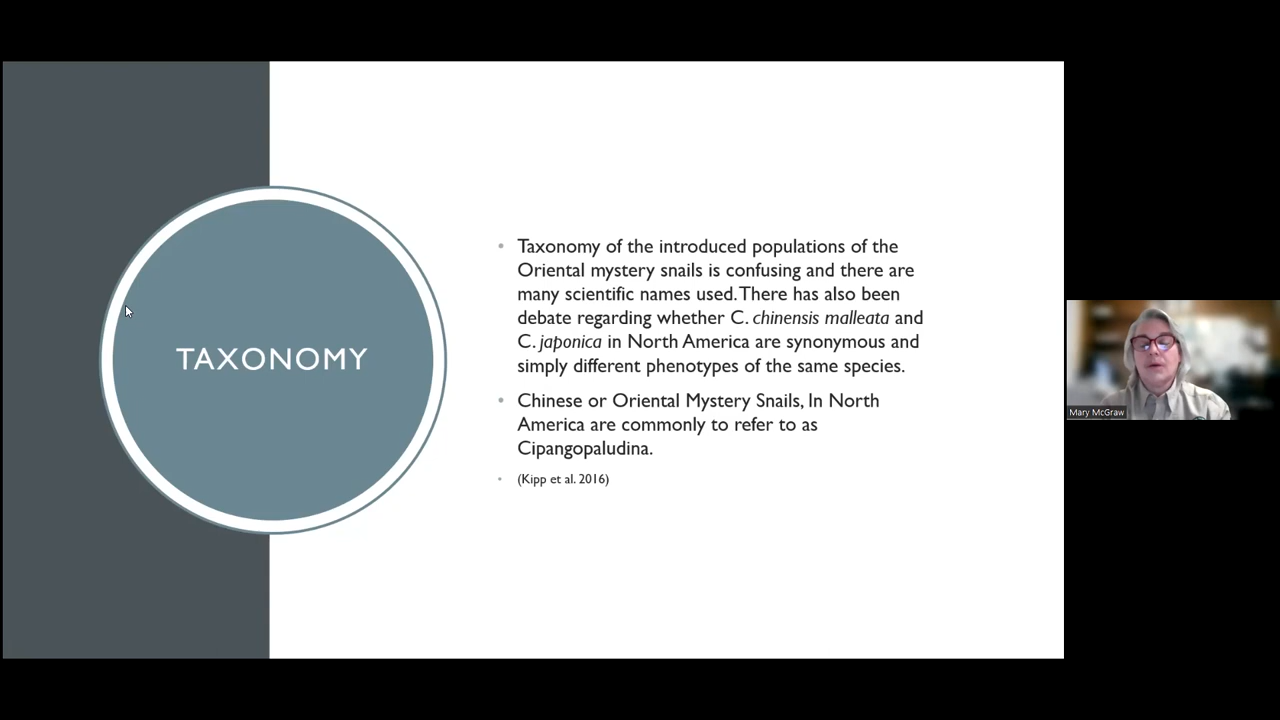 TAXONOMY
• Taxonomy of the introduced populations of the
Oriental mystery snails is confusing and there are
many scientific names used. There has also been
debate regarding whether C. chinensis malleata and
C. japonica in North America are synonymous and
simply different phenotypes of the same species.
• Chinese or Oriental Mystery Snails, In North
America are commonly to refer to as
Cipangopaludina.
• (Kipp et al. 2016)
Mary McGraw